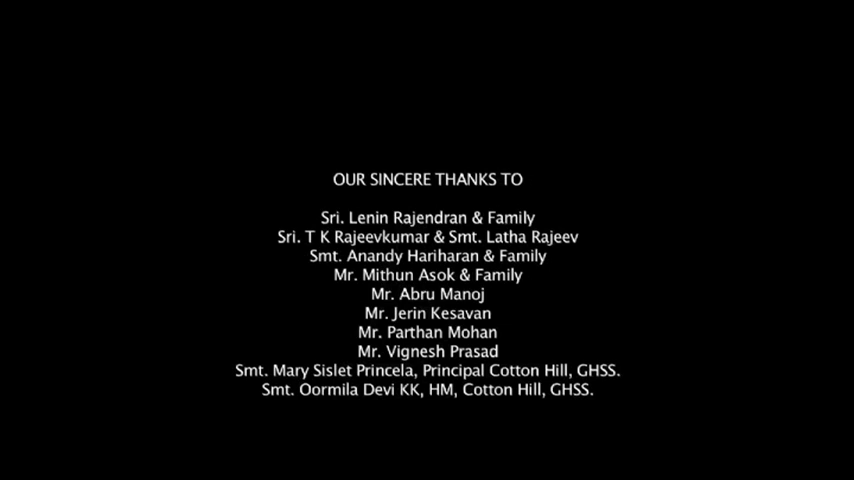 OUR SINCERE THANKS TO
Sri. Lenin Rajendran & Family
Sri. T K Rajeevkumar & Smt. Latha Rajeev
Smt. Anandy Hariharan & Family
Mr. Mithun Asok & Family
Mr. Abru Manoj
Mr. Jerin Kesavan
Mr. Parthan Mohan
Mr. Vignesh Prasad
Smt. Mary Sislet Princela, Principal Cotton Hill, GHSS.
Smt. Oormila Devi KK, HM, Cotton Hill, GHSS.